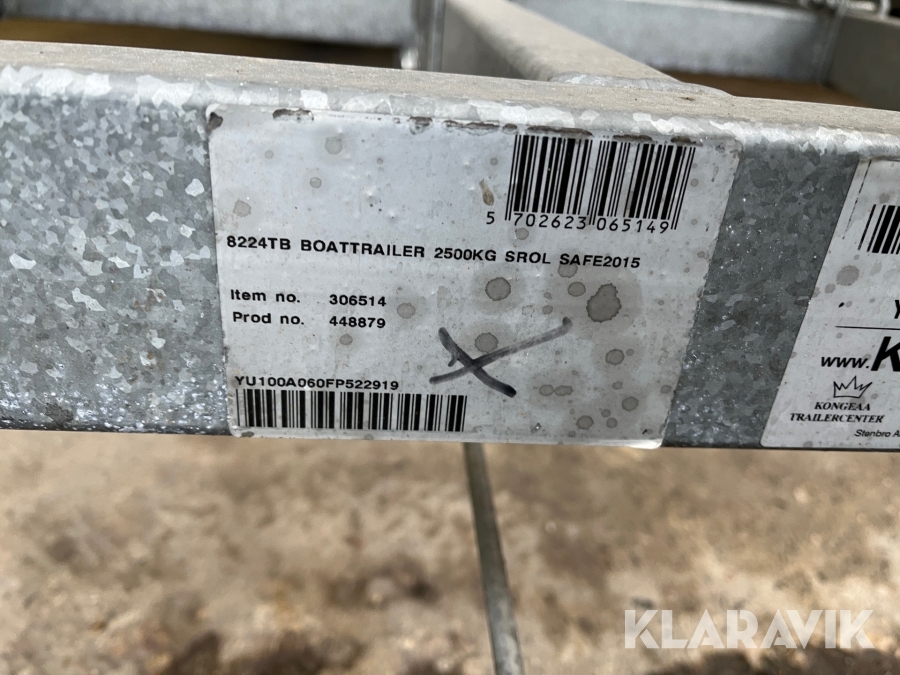 5 702623 065149
8224TB BOATTRAILER 2500KG SROL SAFE2015
Item no. 306514
Prod no. 448879
YU100A060FP522919
Y
www.K
KONGEAA
TRAILERCENTER
Stenbro A
KLARAVIK